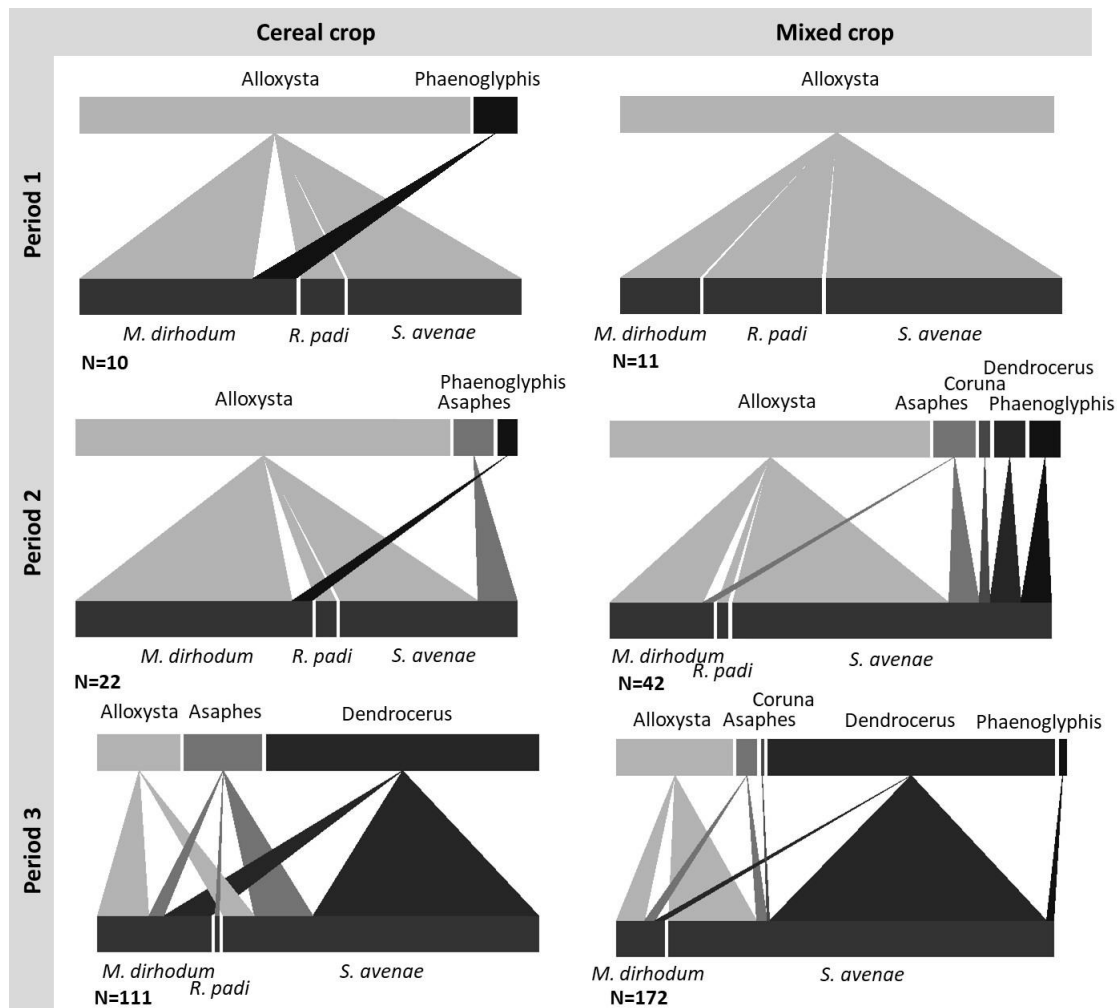 Cereal crop Mixed crop
Period 1
Alloxysta Phaenoglyphis
M. dirhodum R. padi S. avenae
N=10
Alloxysta
M. dirhodum R. padi S. avenae
N=11
Period 2
Phaenoglyphis
Alloxysta Asaphes
M. dirhodum R. padi S. avenae
N=22
Dendrocerus
Coruna
Alloxysta Asaphes Phaenoglyphis
M. dirhodum S. avenae
R. padi
N=42
Period 3
Alloxysta Asaphes Dendrocerus
M. dirhodum S. avenae
R. padi
N=111
Coruna
Alloxysta Asaphes Dendrocerus Phaenoglyphis
M. dirhodum S. avenae
N=172